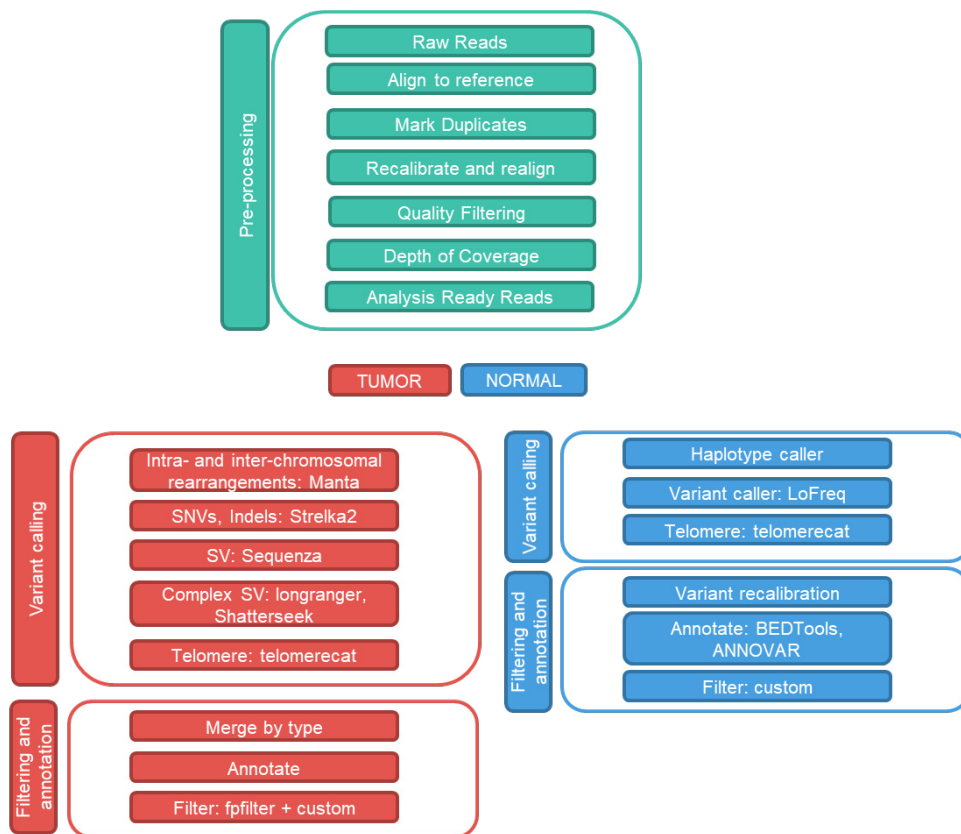 Pre-processing
Raw Reads
Align to reference
Mark Duplicates
Recalibrate and realign
Quality Filtering
Depth of Coverage
Analysis Ready Reads
TUMOR
NORMAL
Variant calling
Intra- and inter-chromosomal
rearrangements: Manta
SNVs, Indels: Strelka2
SV: Sequenza
Complex SV: longranger,
Shatterseek
Telomere: telomerecat
Filtering and
annotation
Merge by type
Annotate
Filter: fpfilter + custom
Variant calling
Haplotype caller
Variant caller: LoFreq
Telomere: telomerecat
Filtering and
annotation
Variant recalibration
Annotate: BEDTools,
ANNOVAR
Filter: custom